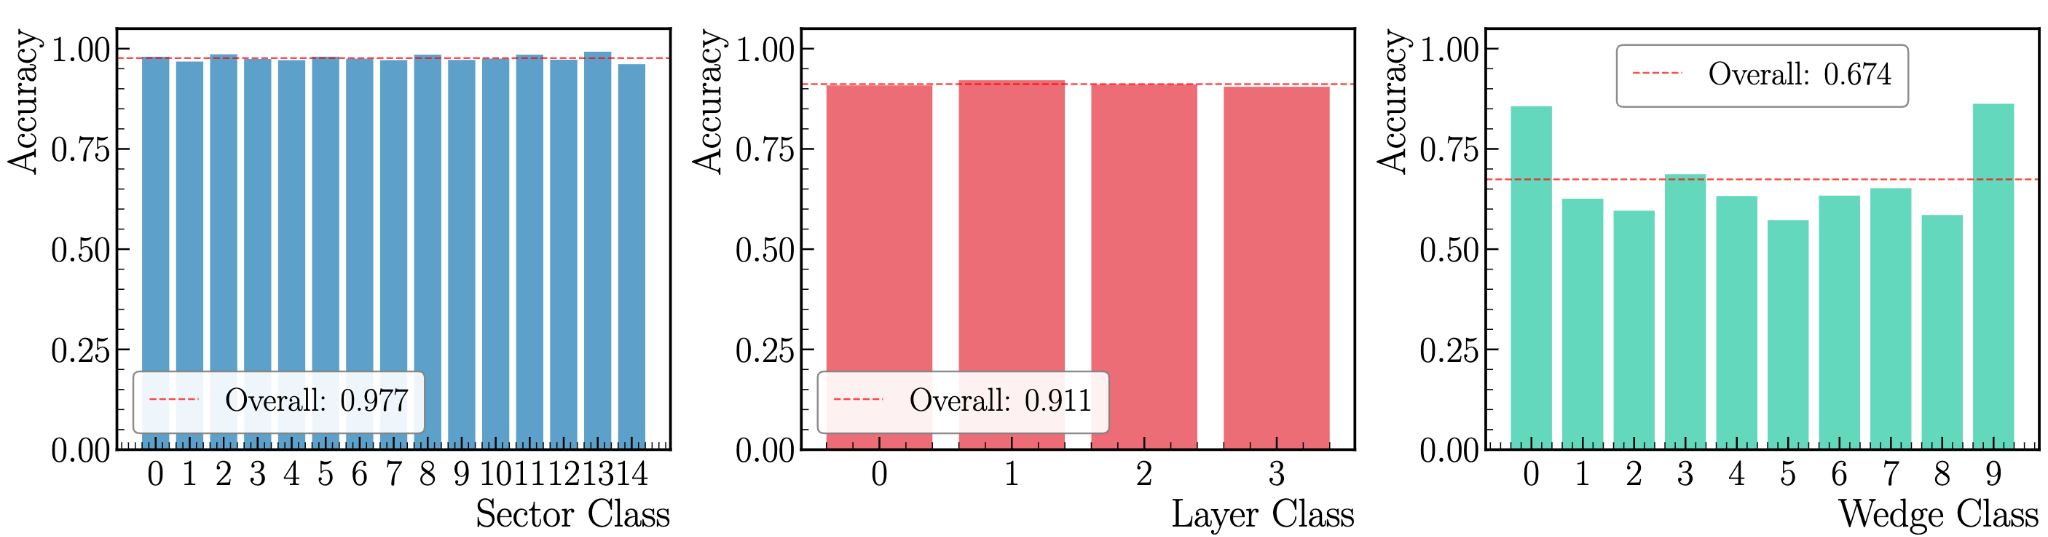 Accuracy
1.00
0.75
0.50
0.25
0.00
Overall: 0.977
0 1 2 3 4 5 6 7 8 9 10 11 12 13 14
Sector Class
Accuracy
1.00
0.75
0.50
0.25
0.00
Overall: 0.911
0 1 2 3
Layer Class
Accuracy
1.00
0.75
0.50
0.25
0.00
Overall: 0.674
0 1 2 3 4 5 6 7 8 9
Wedge Class